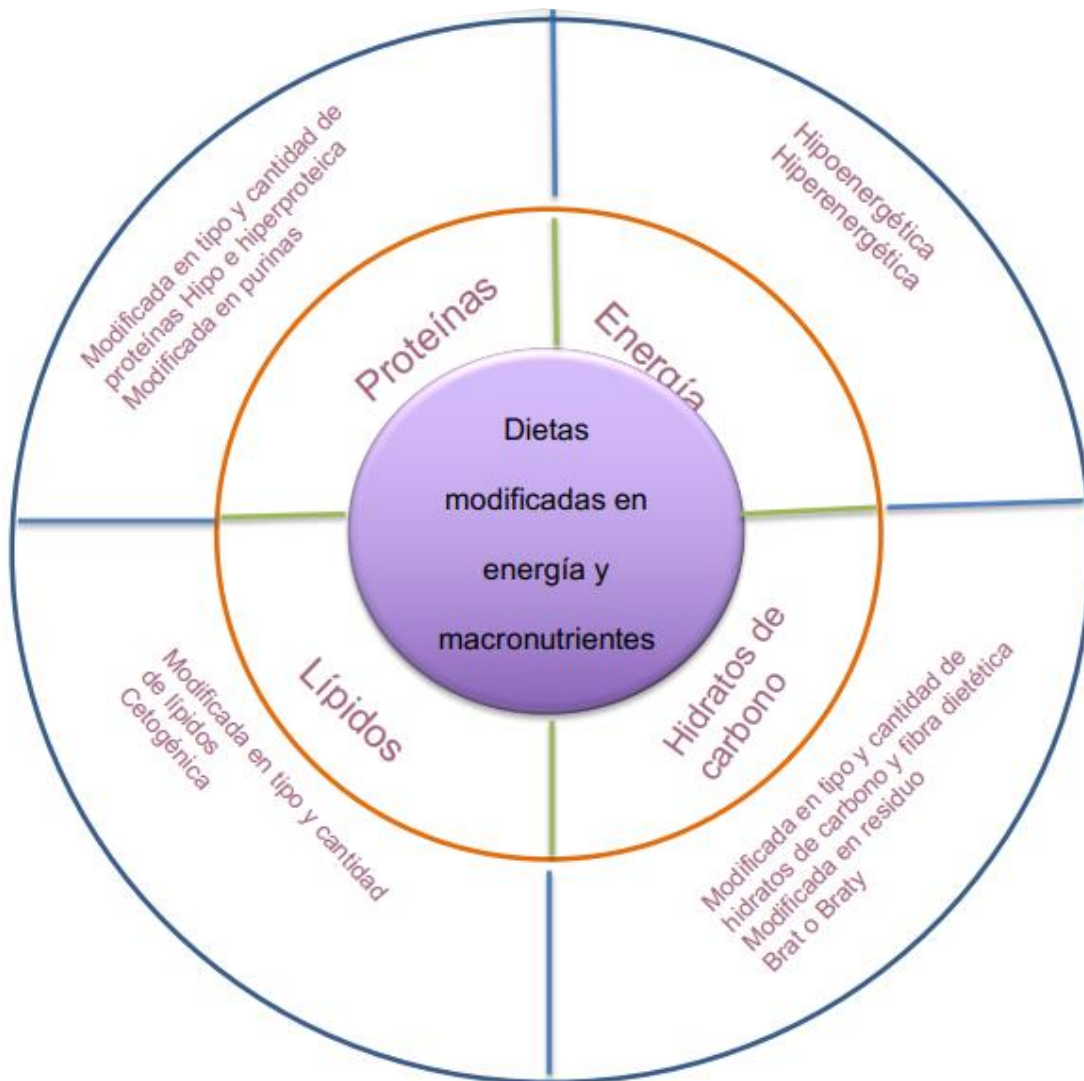 Dietas
modificadas en
energía y
macronutrientes
Proteínas
Modificada en tipo y cantidad de
proteínas Hipo e hiperproteica
Modificada en purinas
Energía
Hipoenergética
Hiperenergética
Lípidos
Modificada en tipo y cantidad
de lípidos
Cetogénica
Hidratos de
carbono
Modificada en tipo y cantidad de
hidratos de carbono y fibra dietética
Modificada en residuo
Brat o Braty